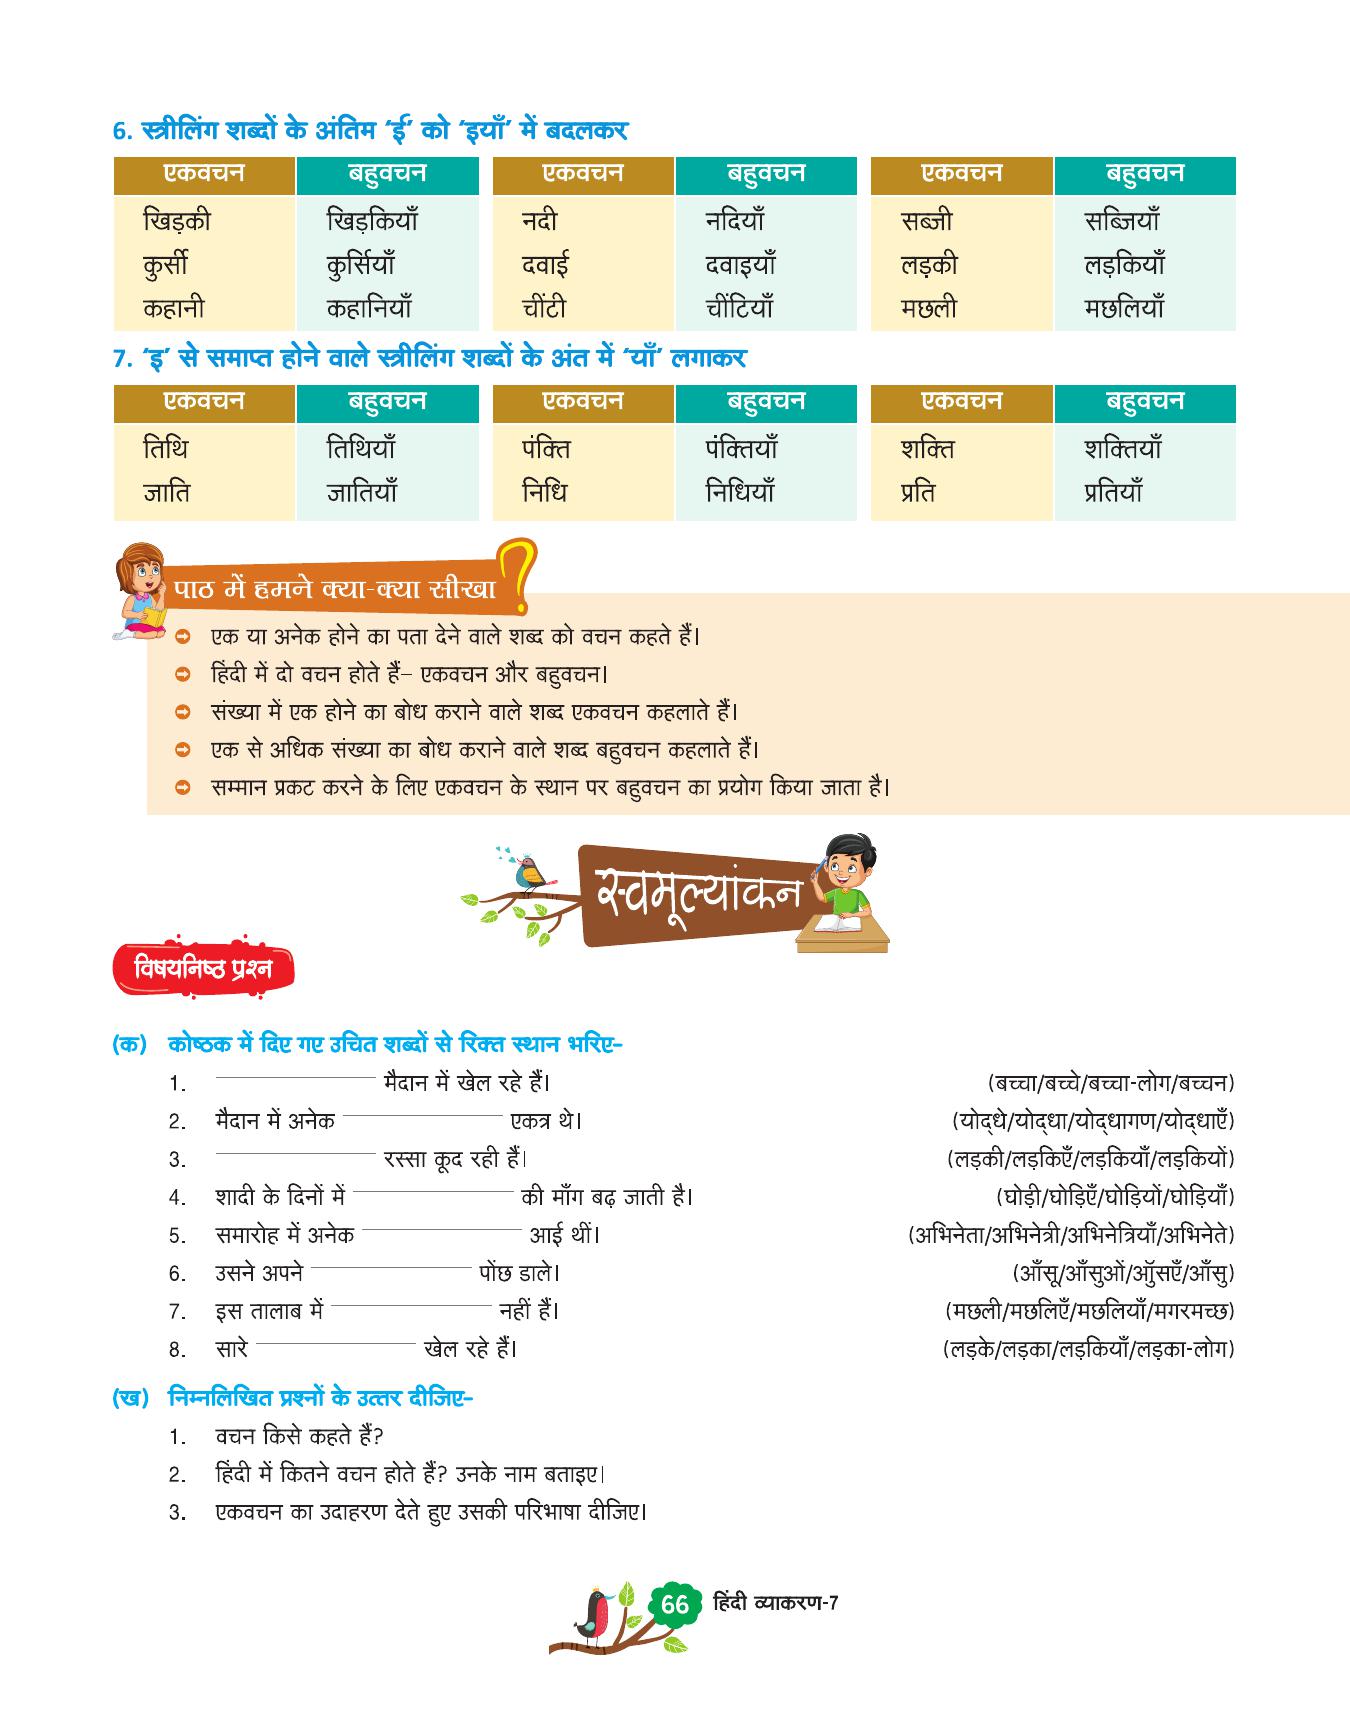 6. स्त्रीलिंग शब्दों के अंतिम ‘ई’ को ‘इयाँ’ में बदलकर
एकवचन बहुवचन एकवचन बहुवचन एकवचन बहुवचन
खिड़की खिड़कियाँ नदी नदियाँ सब्जी सब्जियाँ
कुर्सी कुर्सियाँ दवाई दवाइयाँ लड़की लड़कियाँ
कहानी कहानियाँ चींटी चींटियाँ मछली मछलियाँ
7. ‘इ’ से समाप्त होने वाले स्त्रीलिंग शब्दों के अंत में ‘याँ’ लगाकर
एकवचन बहुवचन एकवचन बहुवचन एकवचन बहुवचन
तिथि तिथियाँ पंक्ति पंक्तियाँ शक्ति शक्तियाँ
जाति जातियाँ निधि निधियाँ प्रति प्रतियाँ
पाठ में हमने क्या-क्या सीखा ?
एक या अनेक होने का पता देने वाले शब्द को वचन कहते हैं।
हिंदी में दो वचन होते हैं– एकवचन और बहुवचन।
संख्या में एक होने का बोध कराने वाले शब्द एकवचन कहलाते हैं।
एक से अधिक संख्या का बोध कराने वाले शब्द बहुवचन कहलाते हैं।
सम्मान प्रकट करने के लिए एकवचन के स्थान पर बहुवचन का प्रयोग किया जाता है।
स्वमूल्यांकन
विषयनिष्ठ प्रश्न
(क) कोष्ठक में दिए गए उचित शब्दों से रिक्त स्थान भरिए–
1. ____________ मैदान में खेल रहे हैं। (बच्चा/बच्चे/बच्चा-लोग/बच्चन)
2. मैदान में अनेक ____________ एकत्र थे। (योद्धे/योद्धा/योद्धागण/योद्धाएँ)
3. ____________ रस्सा कूद रही हैं। (लड़की/लड़किएँ/लड़कियाँ/लड़कियों)
4. शादी के दिनों में ____________ की माँग बढ़ जाती है। (घोड़ी/घोड़िएँ/घोड़ियों/घोड़ियाँ)
5. समारोह में अनेक ____________ आई थीं। (अभिनेता/अभिनेत्री/अभिनेत्रियाँ/अभिनेते)
6. उसने अपने ____________ पोंछ डाले। (आँसू/आँसुओं/ऑुसएँ/आँसु)
7. इस तालाब में ____________ नहीं हैं। (मछली/मछलिएँ/मछलियाँ/मगरमच्छ)
8. सारे ____________ खेल रहे हैं। (लड़के/लड़का/लड़कियाँ/लड़का-लोग)
(ख) निम्नलिखित प्रश्नों के उत्तर दीजिए–
1. वचन किसे कहते हैं?
2. हिंदी में कितने वचन होते हैं? उनके नाम बताइए।
3. एकवचन का उदाहरण देते हुए उसकी परिभाषा दीजिए।
66 हिंदी व्याकरण-7